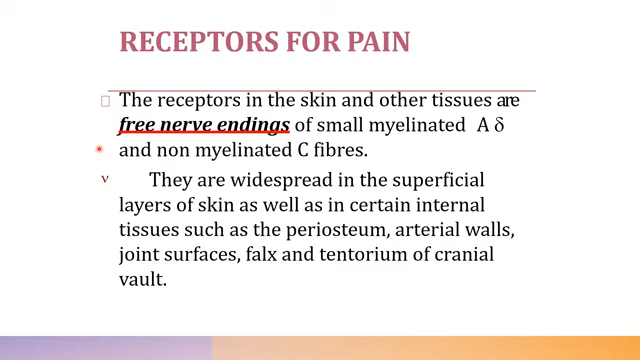 RECEPTORS FOR PAIN
The receptors in the skin and other tissues are
free nerve endings of small myelinated A δ
and non myelinated C fibres.
ν They are widespread in the superficial
layers of skin as well as in certain internal
tissues such as the periosteum, arterial walls,
joint surfaces, falx and tentorium of cranial
vault.